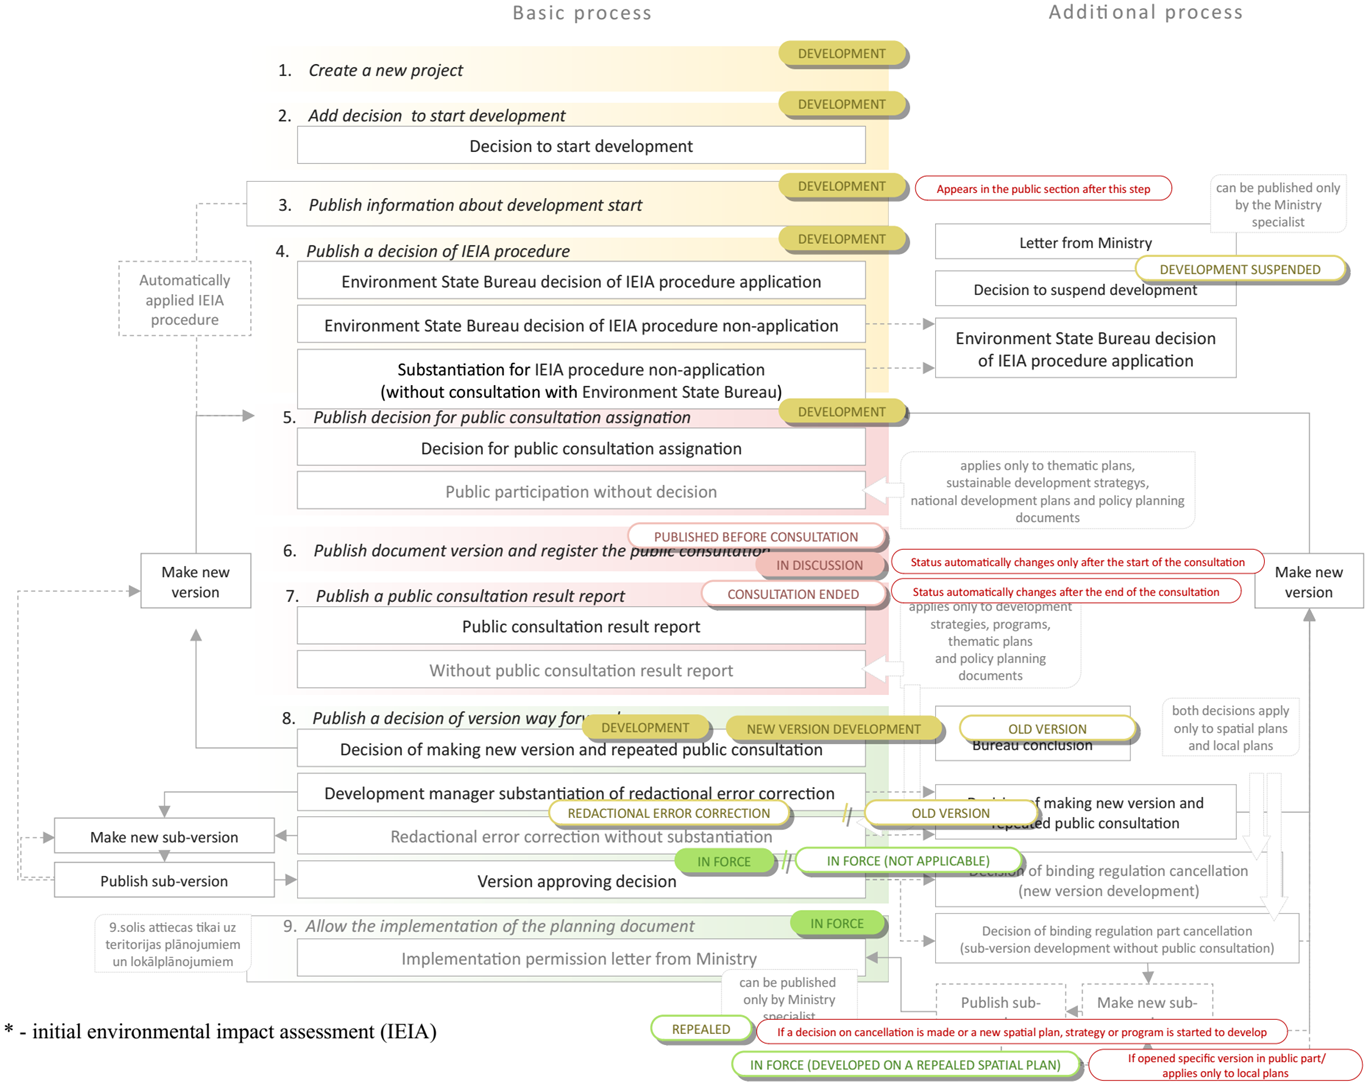 Basic process
Additional process
DEVELOPMENT
1. Create a new project
DEVELOPMENT
2. Add decision to start development
Decision to start development
DEVELOPMENT
Appears in the public section after this step
3. Publish information about development start
can be published only
by the Ministry
specialist
DEVELOPMENT
4. Publish a decision of IEIA procedure
Letter from Ministry
DEVELOPMENT SUSPENDED
Automatically
applied IEIA
procedure
Environment State Bureau decision of IEIA procedure application
Decision to suspend development
Environment State Bureau decision of IEIA procedure non-application
Environment State Bureau decision
of IEIA procedure application
Substantiation for IEIA procedure non-application
(without consultation with Environment State Bureau)
DEVELOPMENT
5. Publish decision for public consultation assignation
Decision for public consultation assignation
Public participation without decision
applies only to thematic plans,
sustainable development strategys,
national development plans and policy planning
documents
PUBLISHED BEFORE CONSULTATION
6. Publish document version and register the public consultation
IN DISCUSSION
Status automatically changes only after the start of the consultation
Make new
version
Make new
version
CONSULTATION ENDED
Status automatically changes after the end of the consultation
7. Publish a public consultation result report
applies only to development
strategies, programs,
thematic plans
and policy planning
documents
Public consultation result report
Without public consultation result report
8. Publish a decision of version way
DEVELOPMENT
NEW VERSION DEVELOPMENT
OLD VERSION
Bureau conclusion
both decisions apply
only to spatial plans
and local plans
Decision of making new version and repeated public consultation
Development manager substantiation of redactional error correction
of making new version and
repeated public consultation
REDACTIONAL ERROR CORRECTION
//
OLD VERSION
Make new sub-version
Redactional error correction without substantiation
IN FORCE
//
IN FORCE (NOT APPLICABLE)
Publish sub-version
Version approving decision
Decision of binding regulation cancellation
(new version development)
9.solis attiecas tikai uz
teritorijas plānojumiem
un lokālplānojumiem
IN FORCE
9. Allow the implementation of the planning document
Implementation permission letter from Ministry
Decision of binding regulation part cancellation
(sub-version development without public consultation)
can be published
only by Ministry
specialist
Publish sub-
Make new sub-
* - initial environmental impact assessment (IEIA)
REPEALED
If a decision on cancellation is made or a new spatial plan, strategy or program is started to develop
IN FORCE (DEVELOPED ON A REPEALED SPATIAL PLAN)
If opened specific version in public part/
applies only to local plans